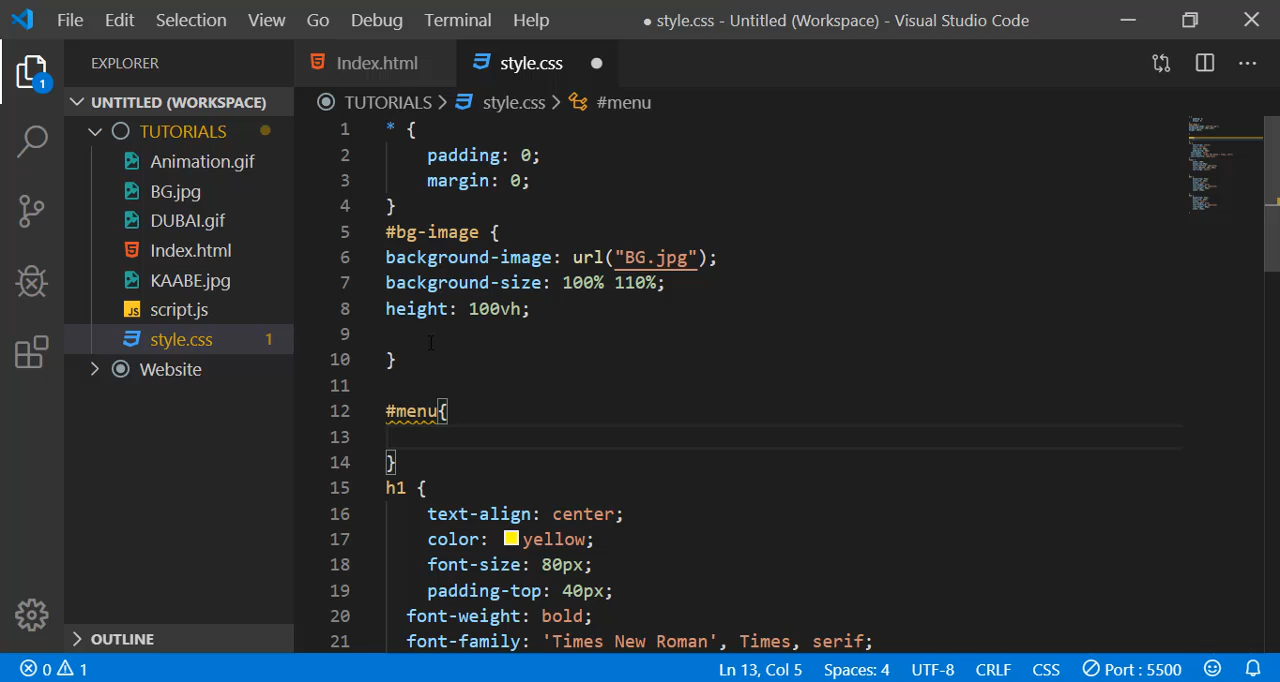 File Edit Selection View Go Debug Terminal Help ● style.css - Untitled (Workspace) - Visual Studio Code
EXPLORER
Index.html style.css
1
UNTITLED (WORKSPACE)
TUTORIALS > style.css > #menu
TUTORIALS
Animation.gif
BG.jpg
DUBAI.gif
Index.html
KAABE.jpg
JS script.js
style.css 1
Website
OUTLINE
1 * {
2 padding: 0;
3 margin: 0;
4 }
5 #bg-image {
6 background-image: url("BG.jpg");
7 background-size: 100% 110%;
8 height: 100vh;
9
10 }
11
12 #menu{
13
14 }
15 h1 {
16 text-align: center;
17 color: yellow;
18 font-size: 80px;
19 padding-top: 40px;
20 font-weight: bold;
21 font-family: 'Times New Roman', Times, serif;
0 1 Ln 13, Col 5 Spaces: 4 UTF-8 CRLF CSS Port : 5500